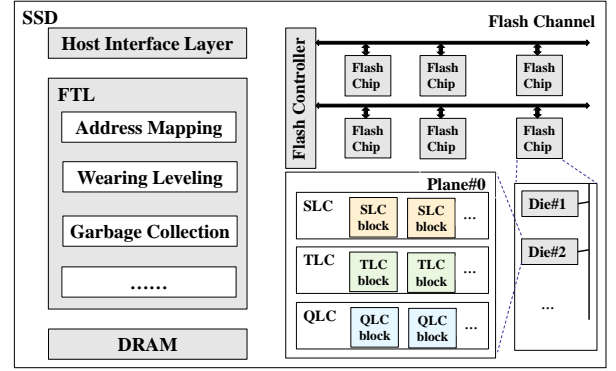 SSD
Host Interface Layer
FTL
Address Mapping
Wearing Leveling
Garbage Collection
……
DRAM
Flash Controller
Flash Channel
Flash
Chip
Flash
Chip
Flash
Chip
Flash
Chip
Flash
Chip
Flash
Chip
Plane#0
SLC
SLC
block
SLC
block
...
TLC
TLC
block
TLC
block
...
QLC
QLC
block
QLC
block
...
Die#1
Die#2
...